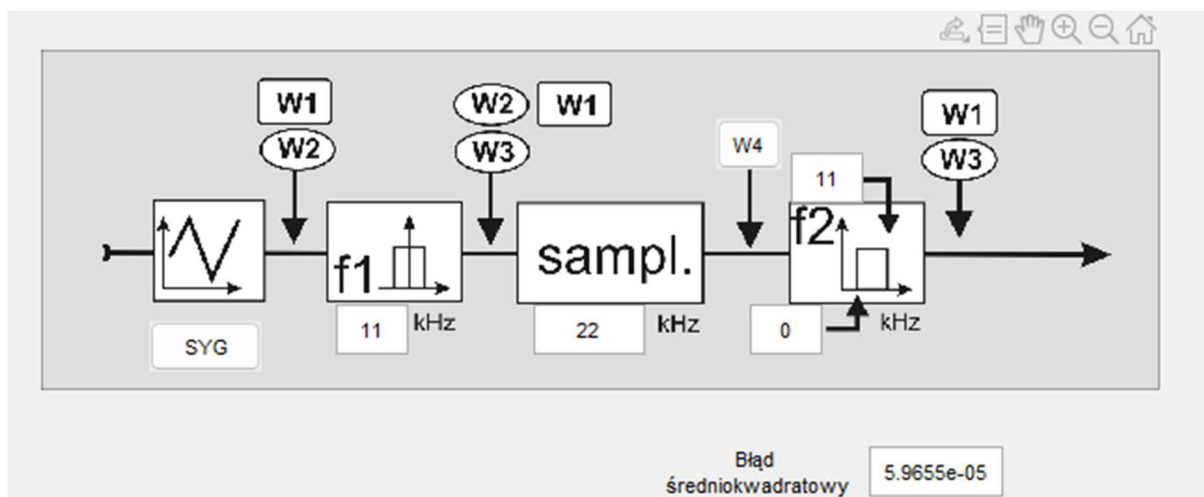 W1
W2
W2 W1
W3
W4
W1
W3
11
f1
sampl.
f2
11 kHz
22 kHz
0 kHz
SYG
Błąd
średniokwadratowy
5.9655e-05